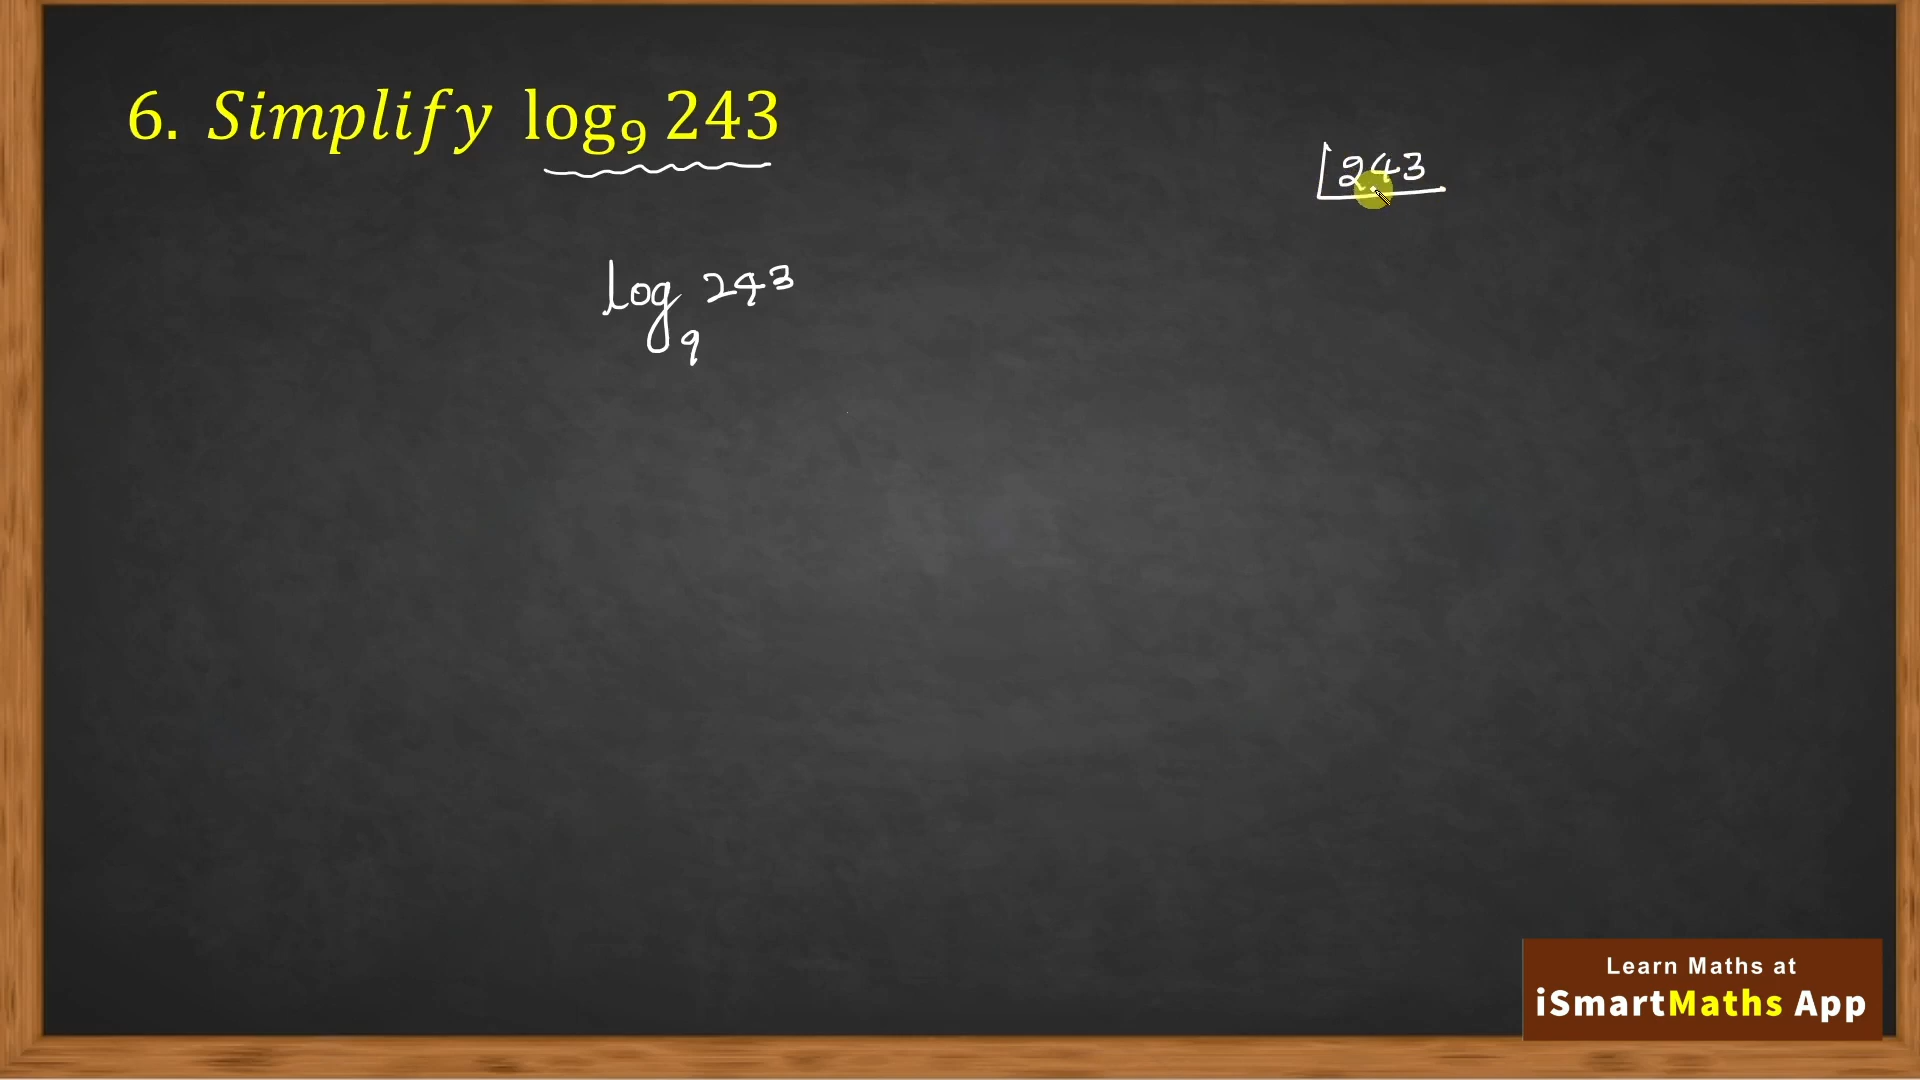 6. Simplify log₉ 243
243
log₉ 243
Learn Maths at
iSmartMaths App